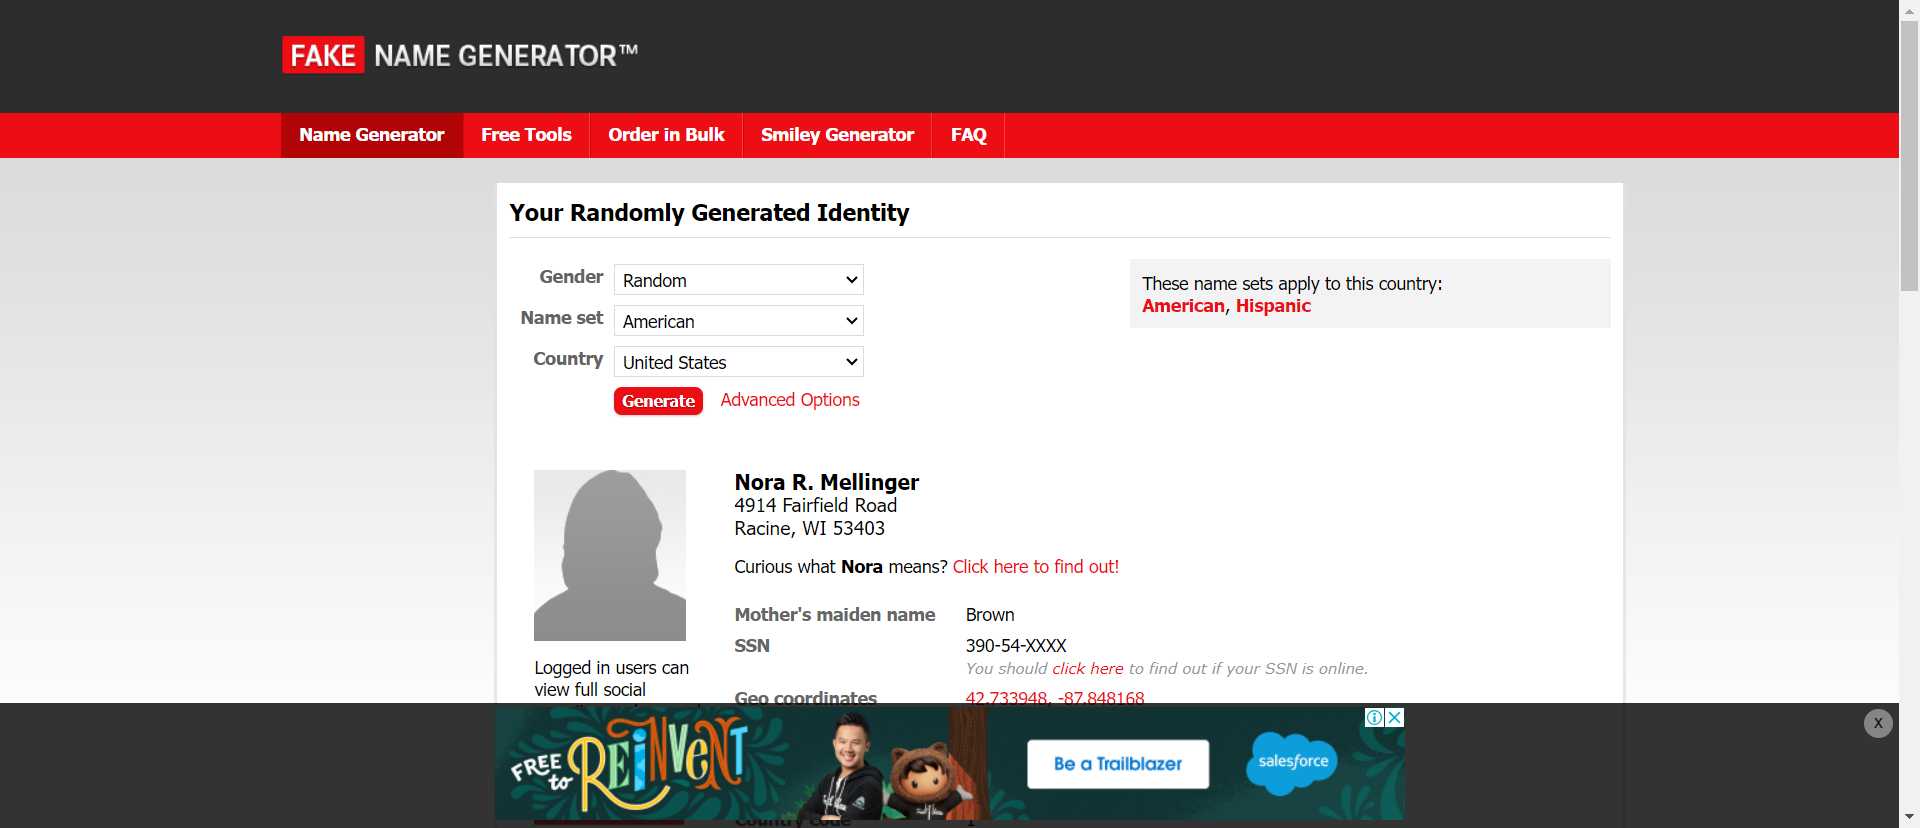 FAKE NAME GENERATOR™
Name Generator Free Tools Order in Bulk Smiley Generator FAQ
Your Randomly Generated Identity
Gender Random
Name set American
Country United States
Generate Advanced Options
These name sets apply to this country:
American, Hispanic
Nora R. Mellinger
4914 Fairfield Road
Racine, WI 53403
Curious what Nora means? Click here to find out!
Mother's maiden name Brown
SSN 390-54-XXXX
You should click here to find out if your SSN is online.
Geo coordinates 42.733948, -87.848168
Logged in users can
view full social
FREE to REINVENT
Be a Trailblazer
salesforce
X
Country code 1